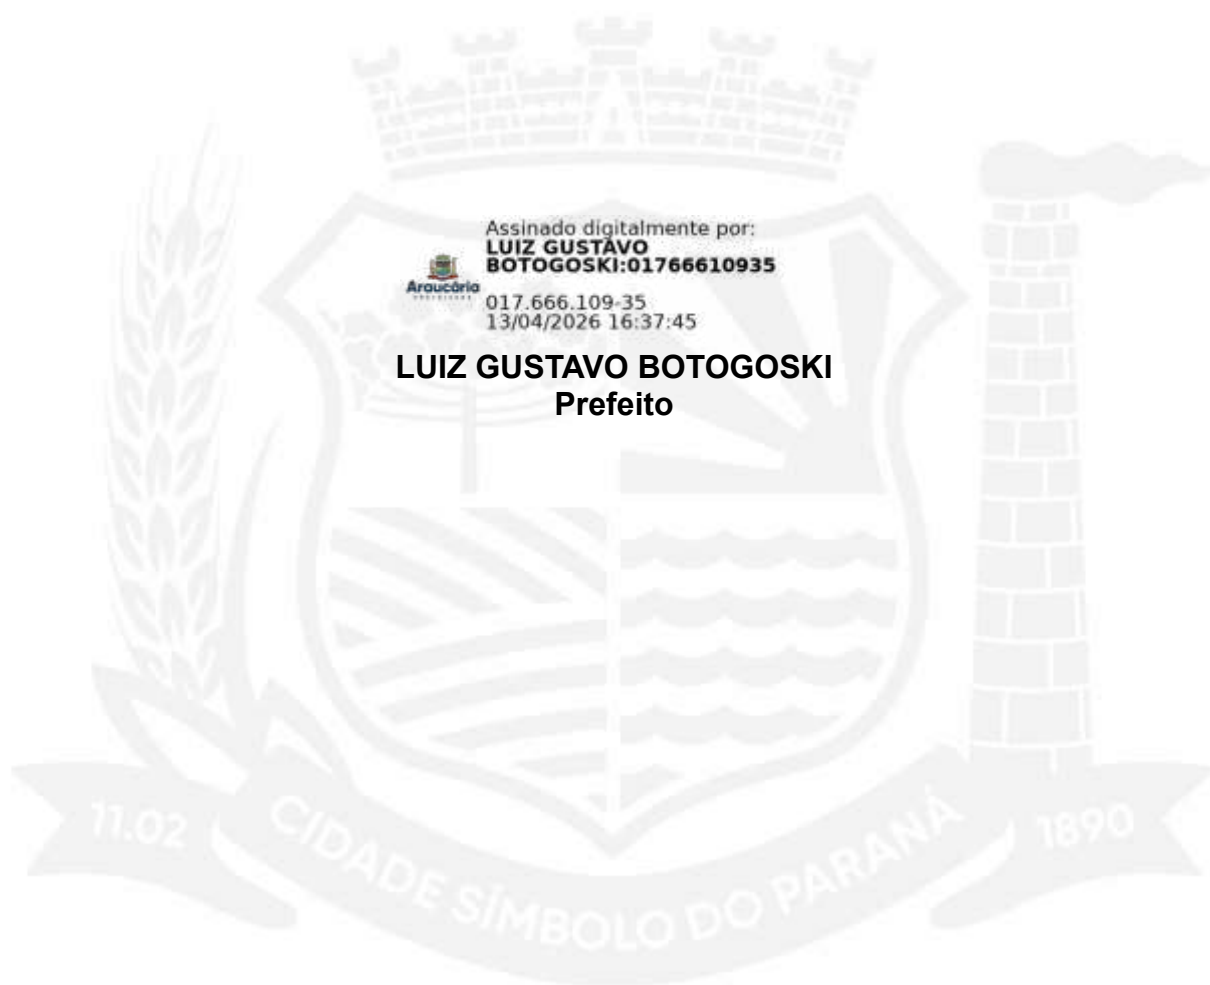 Assinado digitalmente por:
LUIZ GUSTAVO
BOTOGOSKI:01766610935
Araucária
017.666.109-35
13/04/2026 16:37:45
LUIZ GUSTAVO BOTOGOSKI
Prefeito
11.02
CIDADE SÍMBOLO DO PARANÁ
1890